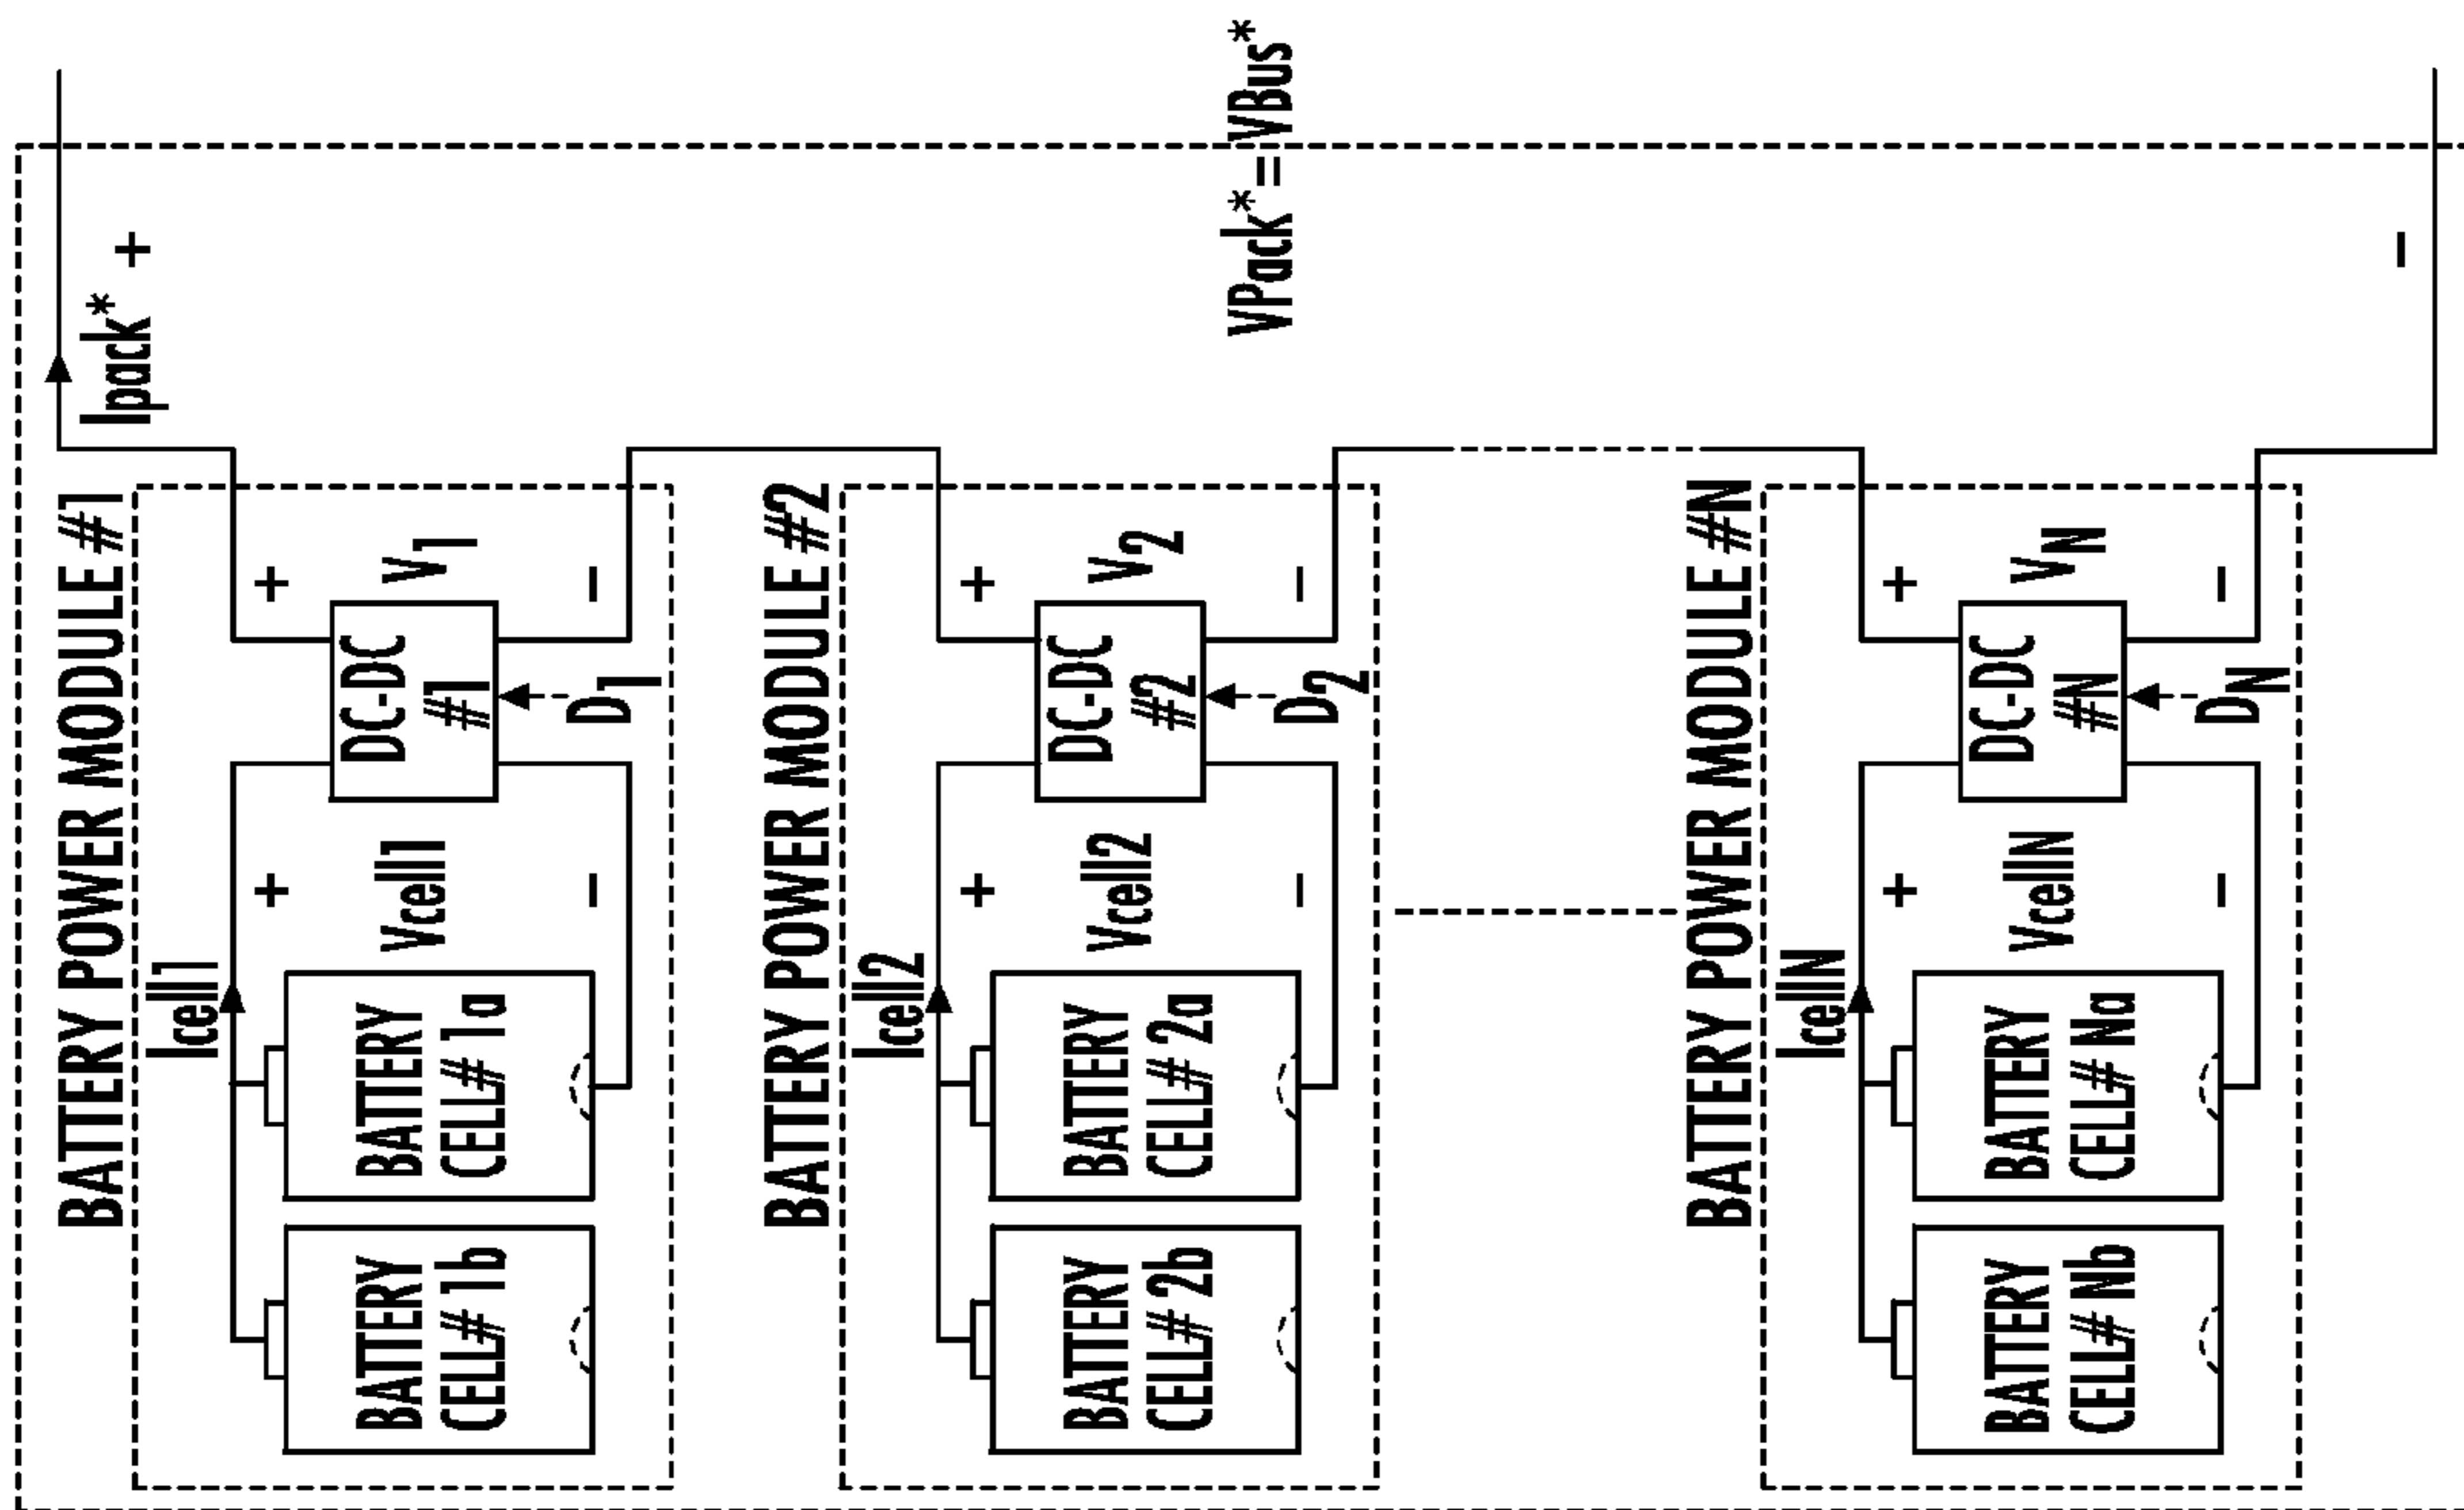 BATTERY POWER MODULE #1
Icell1
BATTERY
CELL# 1b
BATTERY
CELL# 1a
+
Vcell1
-
DC-DC
#1
D1
+
V1
-
Ipack* +
BATTERY POWER MODULE #2
Icell2
BATTERY
CELL# 2b
BATTERY
CELL# 2a
+
Vcell2
-
DC-DC
#2
D2
+
V2
-
VPack*= VBus*
BATTERY POWER MODULE #N
IcellN
BATTERY
CELL# Nb
BATTERY
CELL# Na
+
VcellN
-
DC-DC
#N
DN
+
VN
-
-